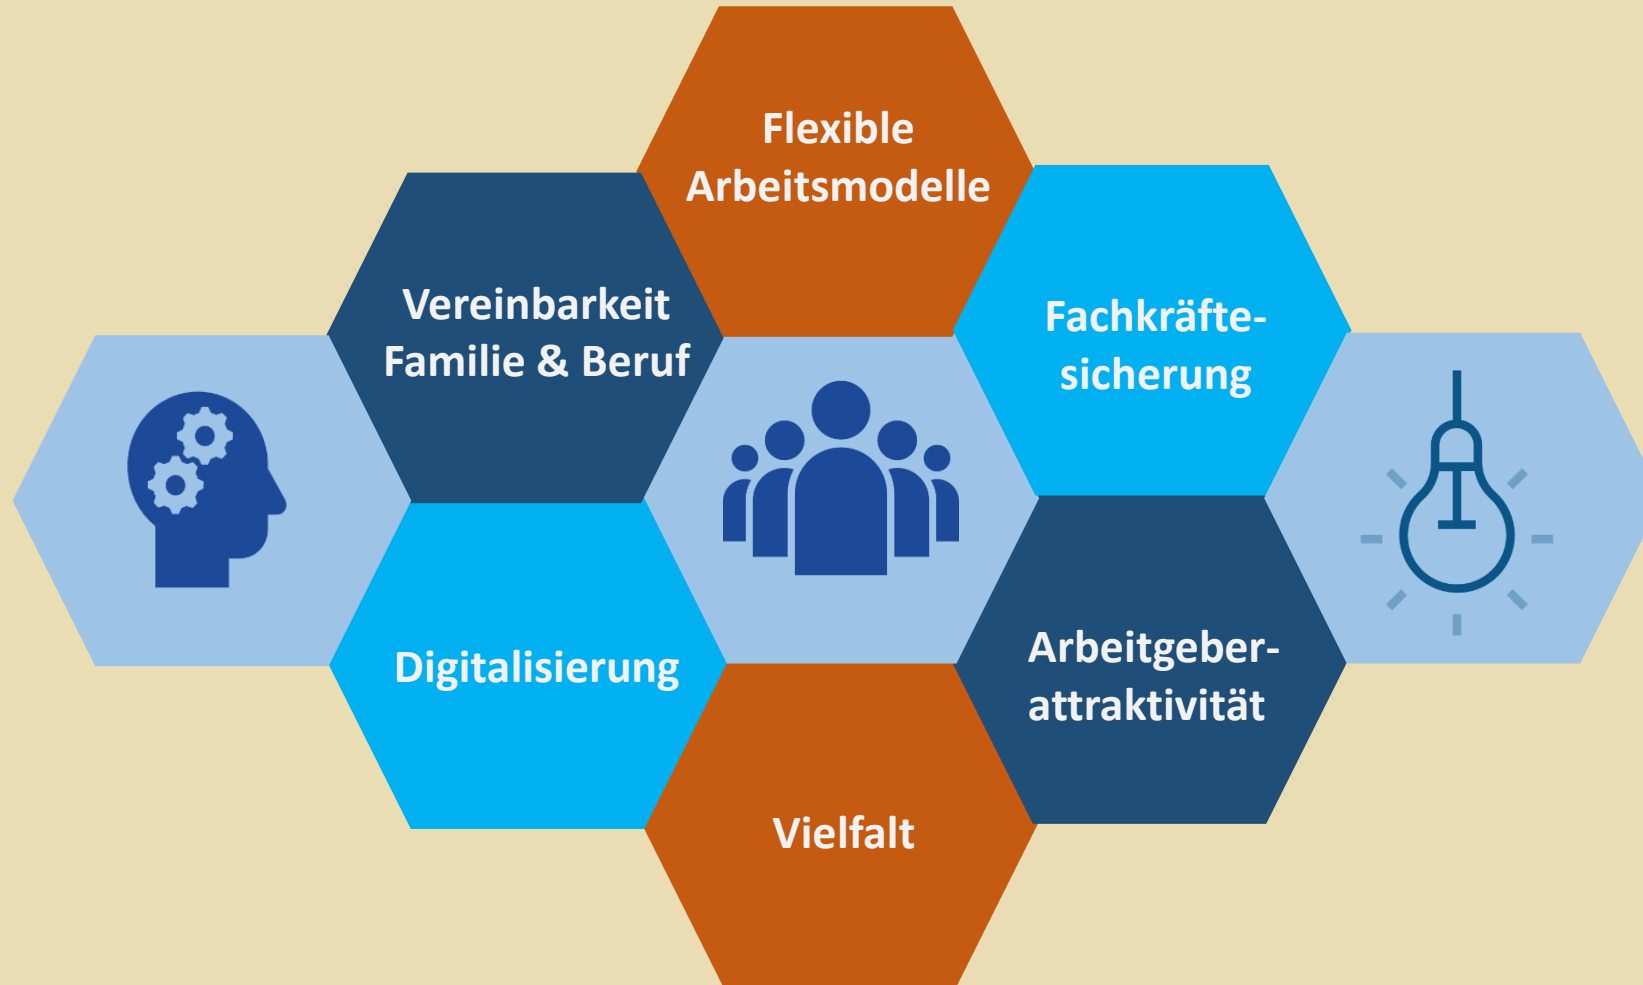 Flexible
Arbeitsmodelle
Vereinbarkeit
Familie & Beruf
Fachkräfte-
sicherung
Digitalisierung
Arbeitgeber-
attraktivität
Vielfalt